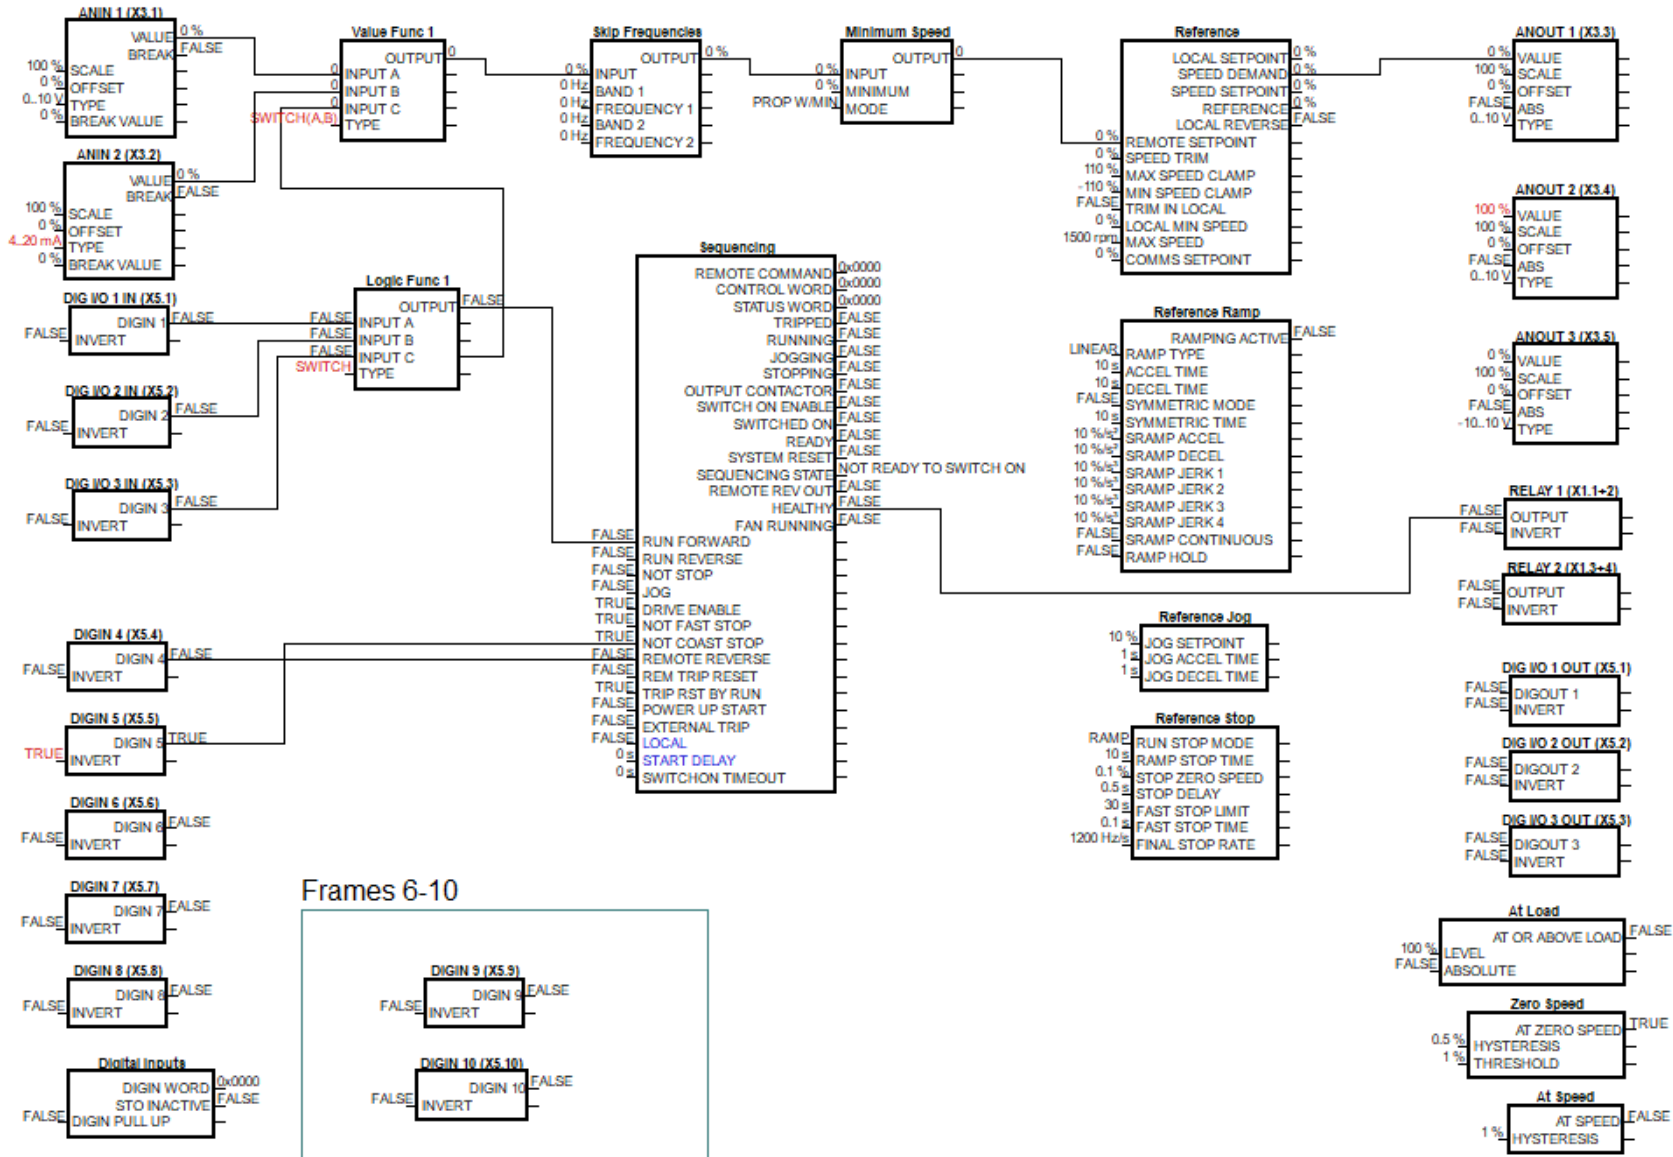 ANIN 1 (X3.1)
VALUE 0 %
BREAK FALSE
100 % SCALE
0 % OFFSET
0..10 V TYPE
0 % BREAK VALUE
ANIN 2 (X3.2)
VALUE 0 %
BREAK FALSE
100 % SCALE
0 % OFFSET
4..20 mA TYPE
0 % BREAK VALUE
DIG I/O 1 IN (X5.1)
DIGIN 1 FALSE
FALSE INVERT
DIG I/O 2 IN (X5.2)
DIGIN 2 FALSE
FALSE INVERT
DIG I/O 3 IN (X5.3)
DIGIN 3 FALSE
FALSE INVERT
DIGIN 4 (X5.4)
DIGIN 4 FALSE
FALSE INVERT
DIGIN 5 (X5.5)
DIGIN 5 TRUE
TRUE INVERT
DIGIN 6 (X5.6)
DIGIN 6 FALSE
FALSE INVERT
DIGIN 7 (X5.7)
DIGIN 7 FALSE
FALSE INVERT
DIGIN 8 (X5.8)
DIGIN 8 FALSE
FALSE INVERT
Digital Inputs
DIGIN WORD 0x0000
STO INACTIVE FALSE
FALSE DIGIN PULL UP
Value Func 1
OUTPUT 0
0 INPUT A
0 INPUT B
0 INPUT C
SWITCH(A,B) TYPE
Logic Func 1
OUTPUT FALSE
FALSE INPUT A
FALSE INPUT B
FALSE INPUT C
SWITCH TYPE
Frames 6-10
DIGIN 9 (X5.9)
DIGIN 9 FALSE
FALSE INVERT
DIGIN 10 (X5.10)
DIGIN 10 FALSE
FALSE INVERT
Skip Frequencies
OUTPUT 0 %
0 % INPUT
0 Hz BAND 1
0 Hz FREQUENCY 1
0 Hz BAND 2
0 Hz FREQUENCY 2
Minimum Speed
OUTPUT 0
0 % INPUT
0 % MINIMUM
PROP W/MIN MODE
Sequencing
REMOTE COMMAND 0x0000
CONTROL WORD 0x0000
STATUS WORD 0x0000
TRIPPED FALSE
RUNNING FALSE
JOGGING FALSE
STOPPING FALSE
OUTPUT CONTACTOR FALSE
SWITCH ON ENABLE FALSE
SWITCHED ON FALSE
READY FALSE
SYSTEM RESET FALSE
SEQUENCING STATE NOT READY TO SWITCH ON
REMOTE REV OUT FALSE
HEALTHY FALSE
FAN RUNNING FALSE
FALSE RUN FORWARD
FALSE RUN REVERSE
FALSE NOT STOP
FALSE JOG
TRUE DRIVE ENABLE
TRUE NOT FAST STOP
TRUE NOT COAST STOP
FALSE REMOTE REVERSE
FALSE REM TRIP RESET
TRUE TRIP RST BY RUN
FALSE POWER UP START
FALSE EXTERNAL TRIP
FALSE LOCAL
0 s START DELAY
0 s SWITCHON TIMEOUT
Reference
LOCAL SETPOINT 0 %
SPEED DEMAND 0 %
SPEED SETPOINT 0 %
REFERENCE 0 %
LOCAL REVERSE FALSE
0 % REMOTE SETPOINT
0 % SPEED TRIM
110 % MAX SPEED CLAMP
-110 % MIN SPEED CLAMP
FALSE TRIM IN LOCAL
0 % LOCAL MIN SPEED
1500 rpm MAX SPEED
0 % COMMS SETPOINT
Reference Ramp
RAMPING ACTIVE FALSE
LINEAR RAMP TYPE
10 s ACCEL TIME
10 s DECEL TIME
FALSE SYMMETRIC MODE
10 s SYMMETRIC TIME
10 %/s² SRAMP ACCEL
10 %/s² SRAMP DECEL
10 %/s³ SRAMP JERK 1
10 %/s³ SRAMP JERK 2
10 %/s³ SRAMP JERK 3
10 %/s³ SRAMP JERK 4
FALSE SRAMP CONTINUOUS
FALSE RAMP HOLD
Reference Jog
10 % JOG SETPOINT
1 s JOG ACCEL TIME
1 s JOG DECEL TIME
Reference Stop
RAMP RUN STOP MODE
10 s RAMP STOP TIME
0.1 % STOP ZERO SPEED
0.5 s STOP DELAY
30 s FAST STOP LIMIT
0.1 s FAST STOP TIME
1200 Hz/s FINAL STOP RATE
ANOUT 1 (X3.3)
0 % VALUE
100 % SCALE
0 % OFFSET
FALSE ABS
0..10 V TYPE
ANOUT 2 (X3.4)
100 % VALUE
100 % SCALE
0 % OFFSET
FALSE ABS
0..10 V TYPE
ANOUT 3 (X3.5)
0 % VALUE
100 % SCALE
0 % OFFSET
FALSE ABS
-10..10 V TYPE
RELAY 1 (X1.1+2)
FALSE OUTPUT
FALSE INVERT
RELAY 2 (X1.3+4)
FALSE OUTPUT
FALSE INVERT
DIG I/O 1 OUT (X5.1)
FALSE DIGOUT 1
FALSE INVERT
DIG I/O 2 OUT (X5.2)
FALSE DIGOUT 2
FALSE INVERT
DIG I/O 3 OUT (X5.3)
FALSE DIGOUT 3
FALSE INVERT
At Load
AT OR ABOVE LOAD FALSE
100 % LEVEL
FALSE ABSOLUTE
Zero Speed
AT ZERO SPEED TRUE
0.5 % HYSTERESIS
1 % THRESHOLD
At Speed
AT SPEED FALSE
1 % HYSTERESIS